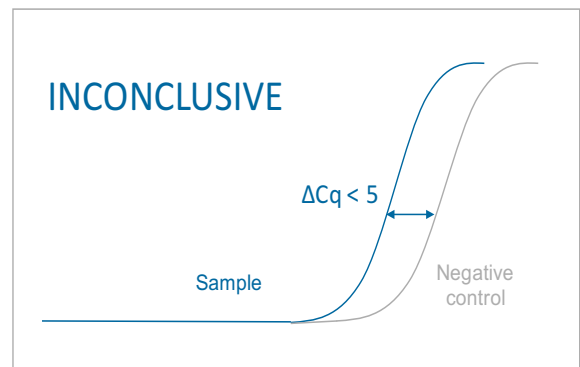 INCONCLUSIVE
ΔCq < 5
Sample
Negative
control